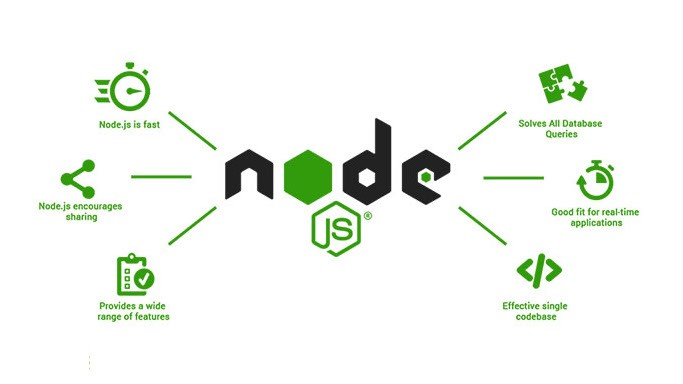 Node.js is fast
Node.js encourages
sharing
Provides a wide
range of features
node
JS®
Solves All Database
Queries
Good fit for real-time
applications
Effective single
codebase